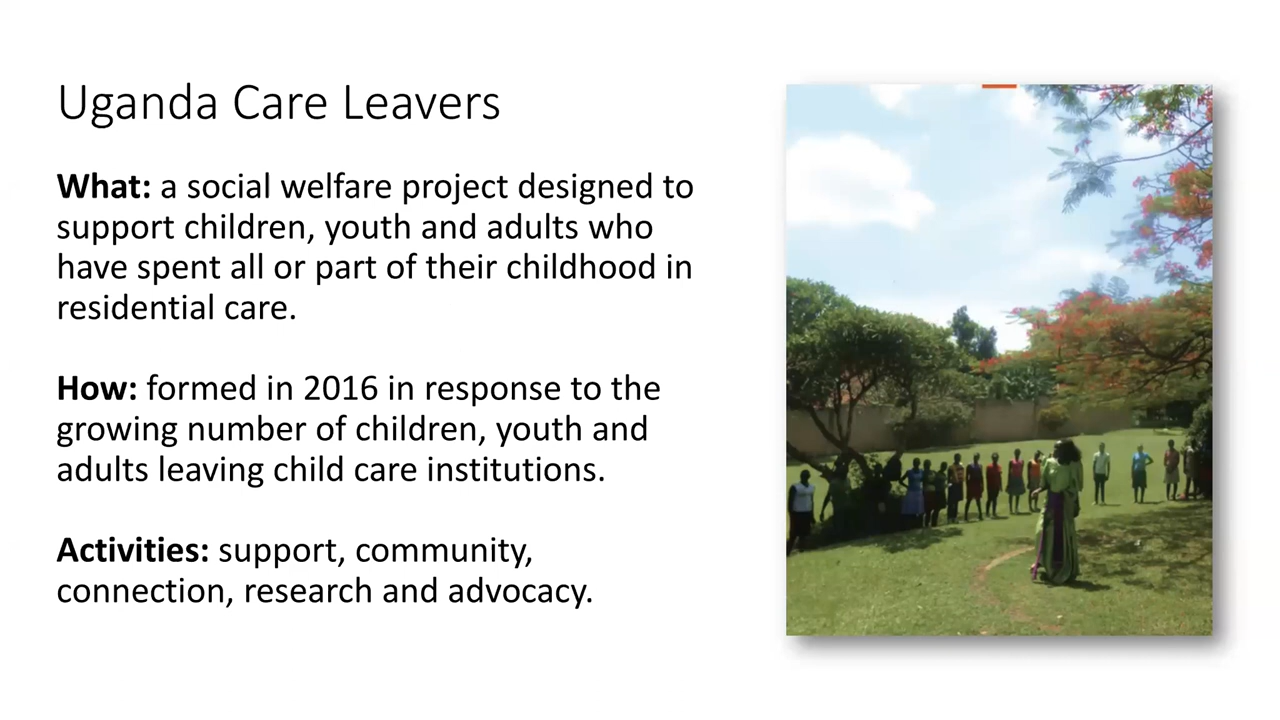 Uganda Care Leavers
What: a social welfare project designed to
support children, youth and adults who
have spent all or part of their childhood in
residential care.
How: formed in 2016 in response to the
growing number of children, youth and
adults leaving child care institutions.
Activities: support, community,
connection, research and advocacy.